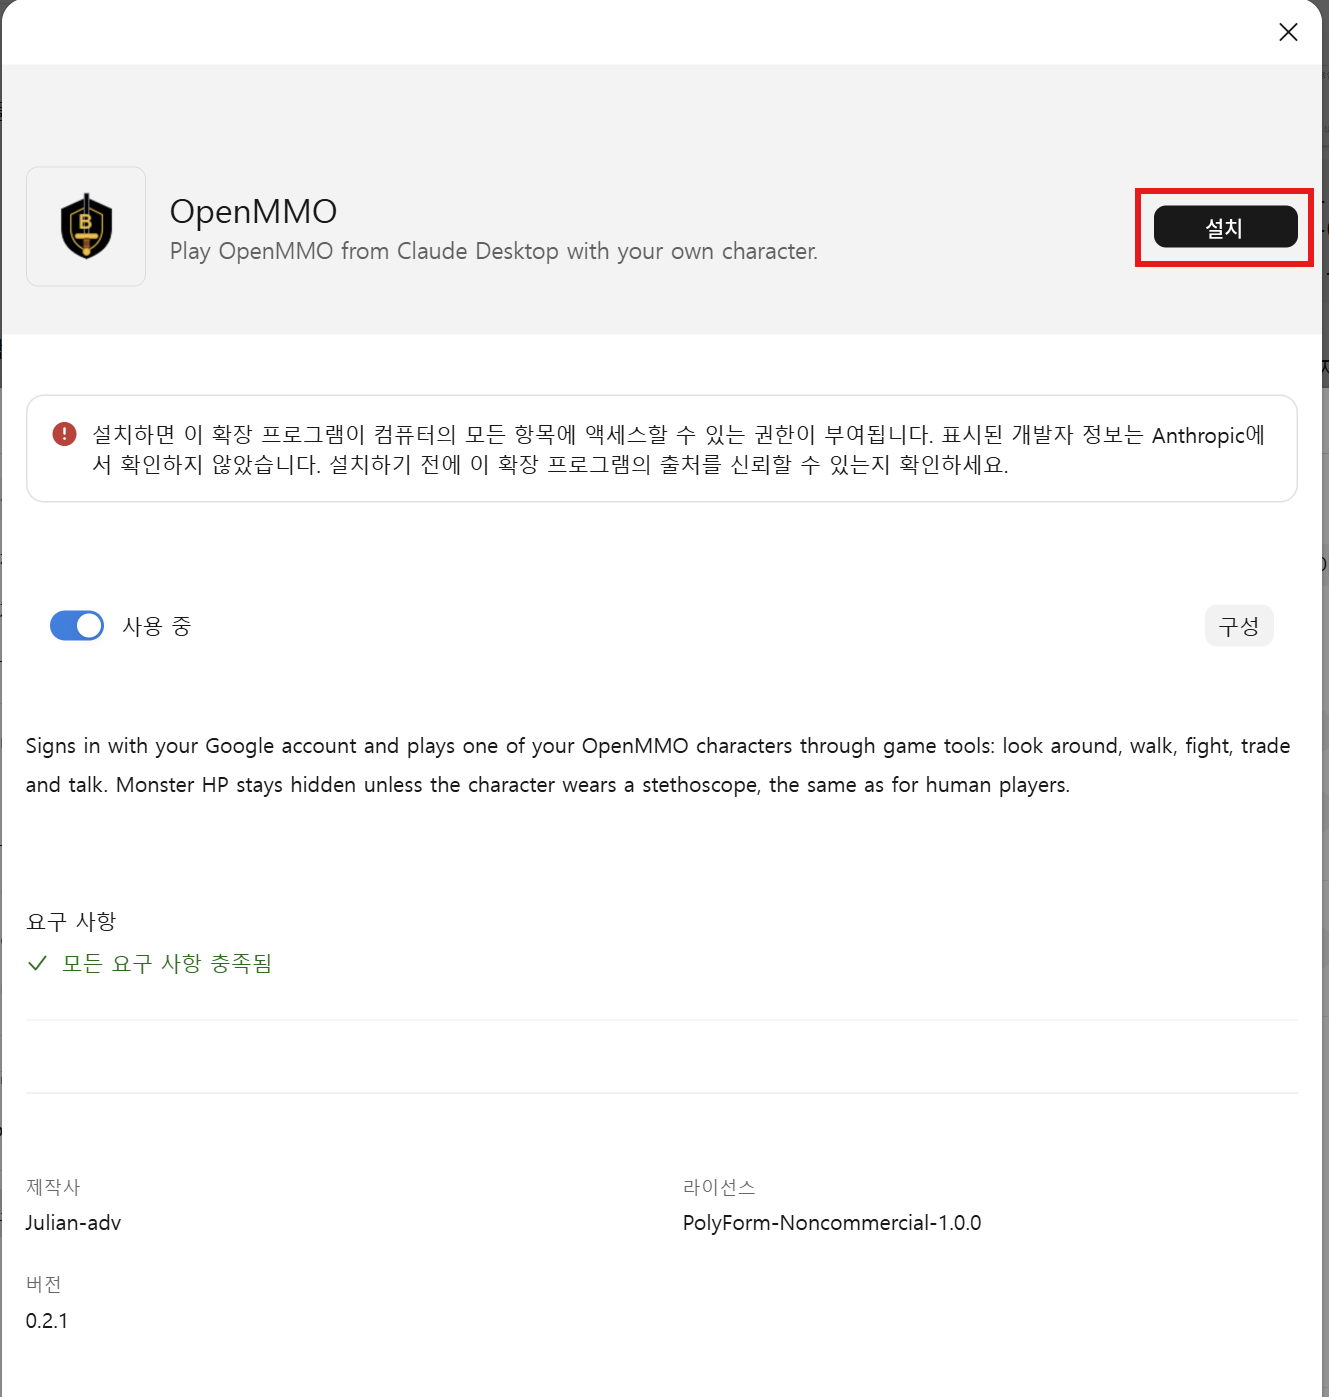 OpenMMO
Play OpenMMO from Claude Desktop with your own character.
설치
설치하면 이 확장 프로그램이 컴퓨터의 모든 항목에 액세스할 수 있는 권한이 부여됩니다. 표시된 개발자 정보는 Anthropic에
서 확인하지 않았습니다. 설치하기 전에 이 확장 프로그램의 출처를 신뢰할 수 있는지 확인하세요.
사용 중
구성
Signs in with your Google account and plays one of your OpenMMO characters through game tools: look around, walk, fight, trade
and talk. Monster HP stays hidden unless the character wears a stethoscope, the same as for human players.
요구 사항
모든 요구 사항 충족됨
제작사
라이선스
Julian-adv
PolyForm-Noncommercial-1.0.0
버전
0.2.1